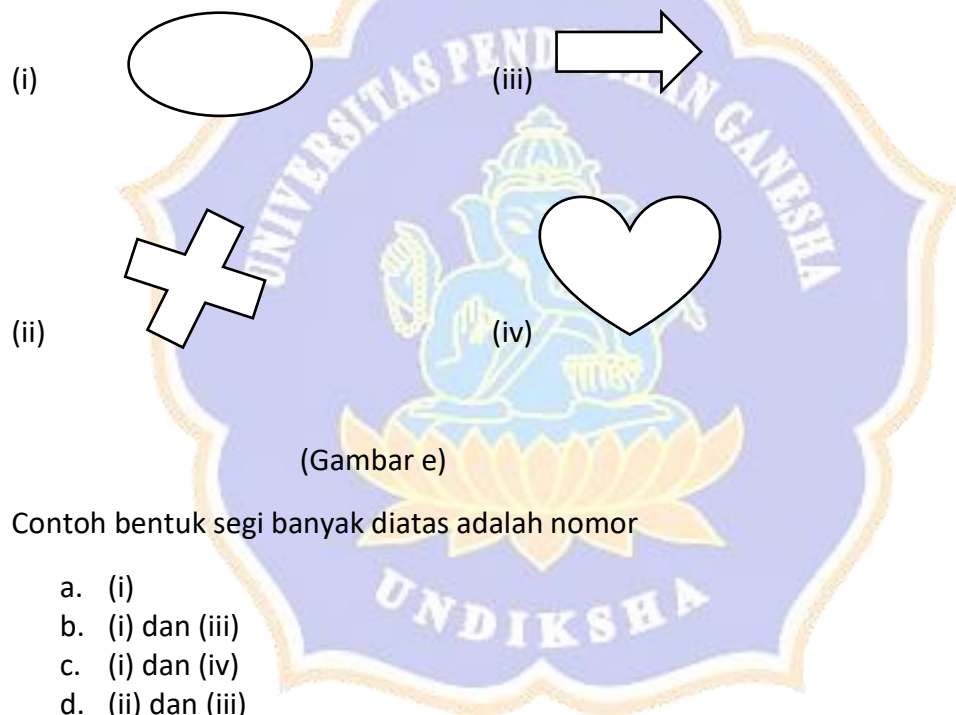 (i)
(iii)
(ii)
(iv)
(Gambar e)
Contoh bentuk segi banyak diatas adalah nomor
a. (i)
b. (i) dan (iii)
c. (i) dan (iv)
d. (ii) dan (iii)
UNIVERSITAS PENDIDIKAN GANESHA
UNDIKSHA